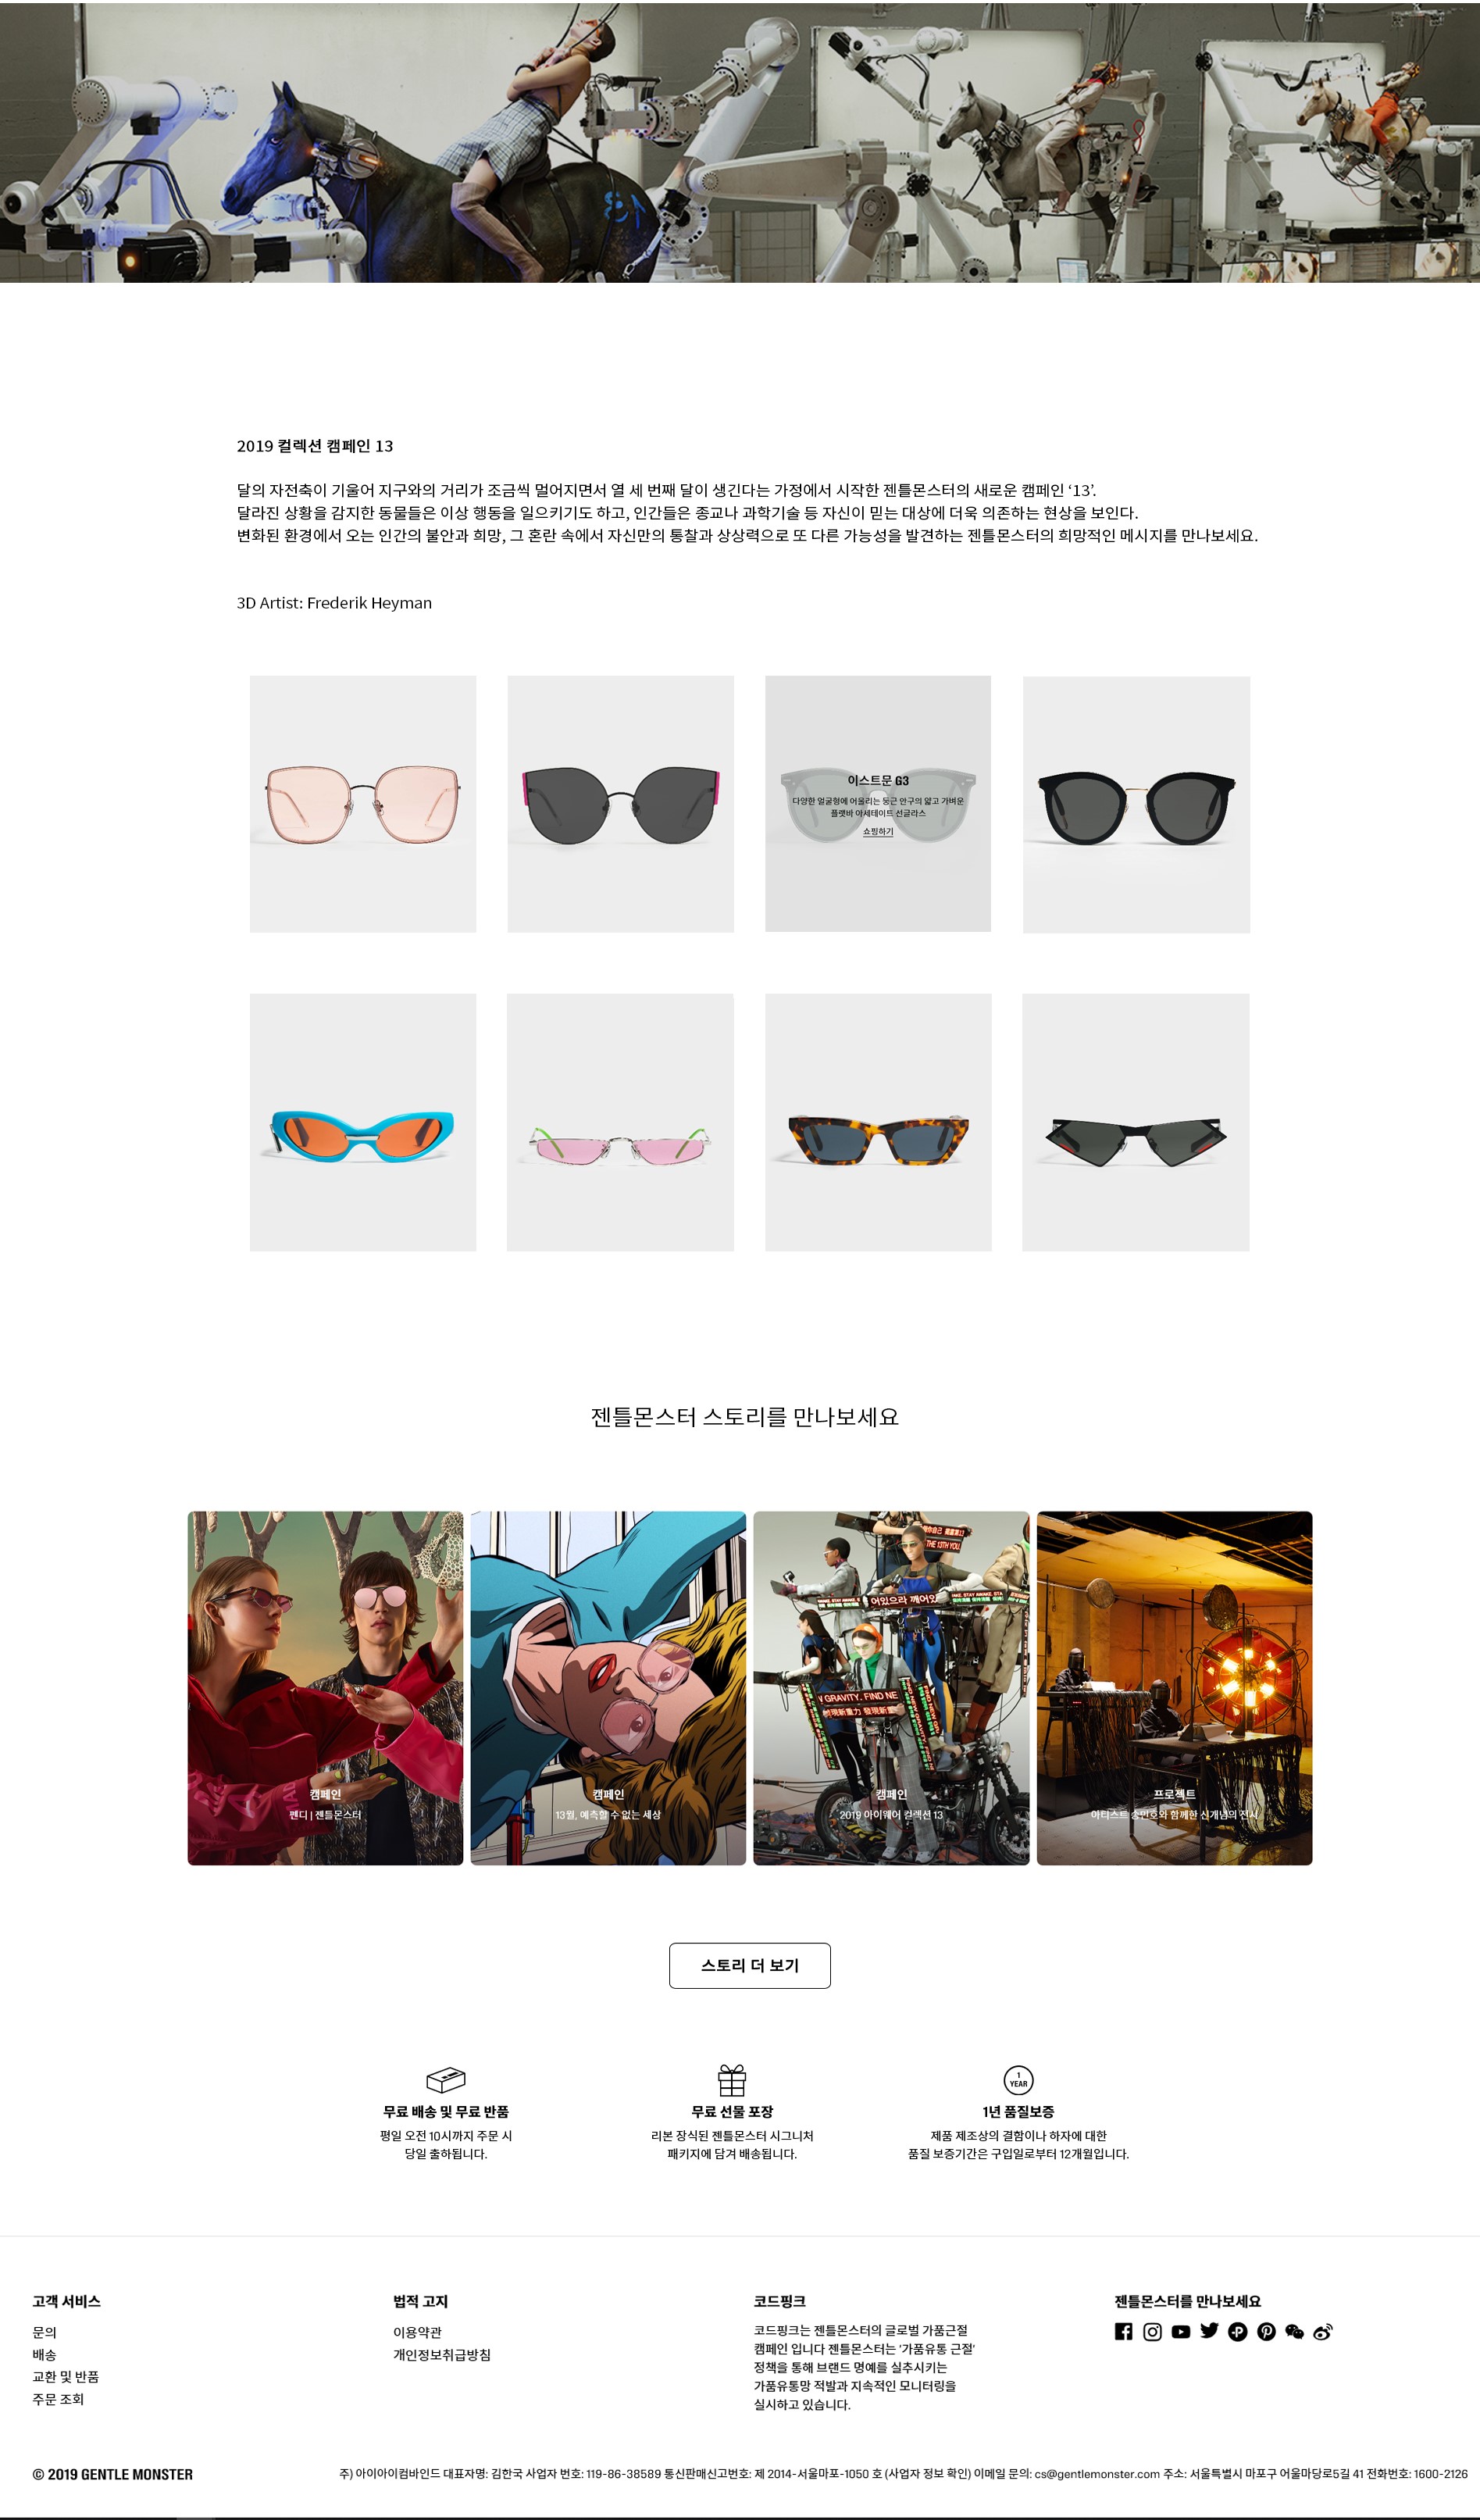 2019 컬렉션 캠페인 13
달의 자전축이 기울어 지구와의 거리가 조금씩 멀어지면서 열 세 번째 달이 생긴다는 가정에서 시작한 젠틀몬스터의 새로운 캠페인 ‘13’.
달라진 상황을 감지한 동물들은 이상 행동을 일으키기도 하고, 인간들은 종교나 과학기술 등 자신이 믿는 대상에 더욱 의존하는 현상을 보인다.
변화된 환경에서 오는 인간의 불안과 희망, 그 혼란 속에서 자신만의 통찰과 상상력으로 또 다른 가능성을 발견하는 젠틀몬스터의 희망적인 메시지를 만나보세요.
3D Artist: Frederik Heyman
이스트문 G3
다양한 얼굴형에 어울리는 둥근 안구의 얇고 가벼운
플랫바 아세테이트 선글라스
쇼핑하기
젠틀몬스터 스토리를 만나보세요
THE 13TH YOU
어있으라 깨어있
GRAVITY. FIND NE
캠페인
펜디 | 젠틀몬스터
캠페인
13월, 예측할 수 없는 세상
캠페인
2019 아이웨어 컬렉션 13
프로젝트
아티스트 송민호와 함께한 신개념의 전시
스토리 더 보기
1
YEAR
무료 배송 및 무료 반품
평일 오전 10시까지 주문 시
당일 출하됩니다.
무료 선물 포장
리본 장식된 젠틀몬스터 시그니처
패키지에 담겨 배송됩니다.
1년 품질보증
제품 제조상의 결함이나 하자에 대한
품질 보증기간은 구입일로부터 12개월입니다.
고객 서비스
문의
배송
교환 및 반품
주문 조회
법적 고지
이용약관
개인정보취급방침
코드핑크
코드핑크는 젠틀몬스터의 글로벌 가품근절
캠페인 입니다 젠틀몬스터는 '가품유통 근절'
정책을 통해 브랜드 명예를 실추시키는
가품유통망 적발과 지속적인 모니터링을
실시하고 있습니다.
젠틀몬스터를 만나보세요
© 2019 GENTLE MONSTER
주) 아이아이컴바인드 대표자명: 김한국 사업자 번호: 119-86-38589 통신판매신고번호: 제 2014-서울마포-1050 호 (사업자 정보 확인) 이메일 문의: cs@gentlemonster.com 주소: 서울특별시 마포구 어울마당로5길 41 전화번호: 1600-2126